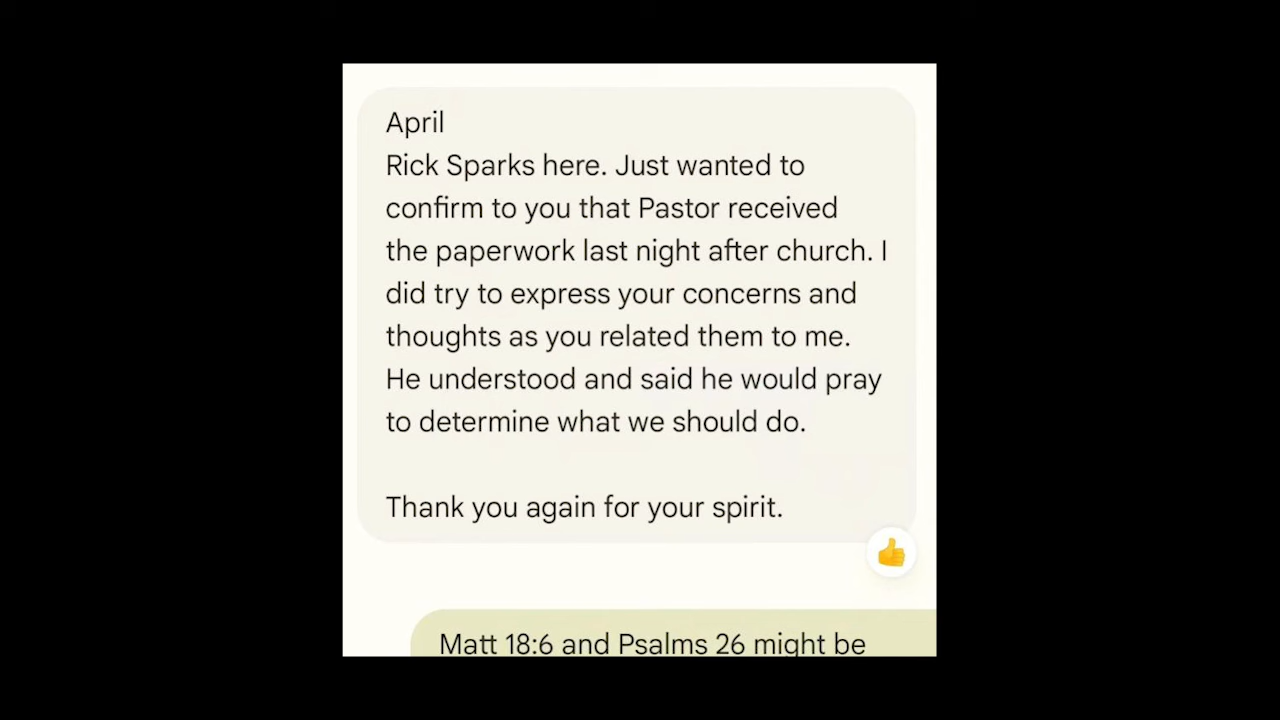 April
Rick Sparks here. Just wanted to
confirm to you that Pastor received
the paperwork last night after church. I
did try to express your concerns and
thoughts as you related them to me.
He understood and said he would pray
to determine what we should do.
Thank you again for your spirit.
Matt 18:6 and Psalms 26 might be